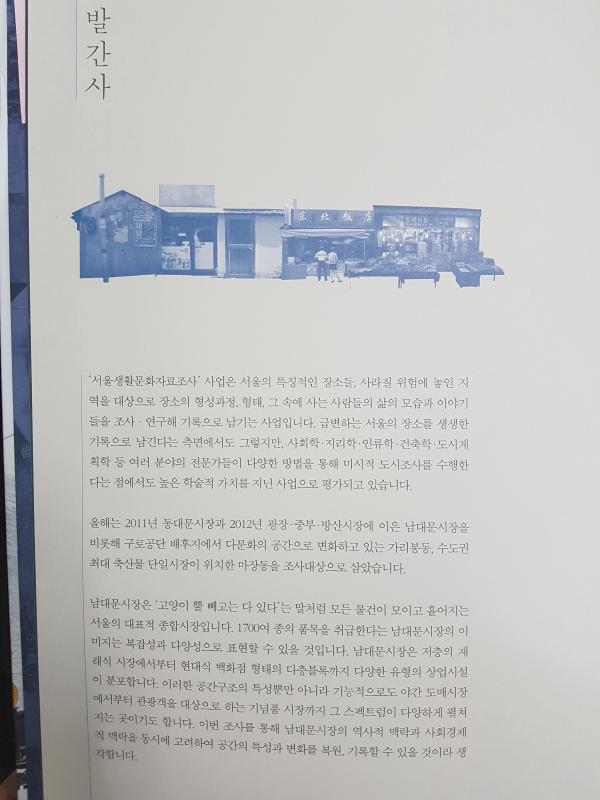 발간사
东北饭店
'서울생활문화자료조사' 사업은 서울의 특징적인 장소들, 사라질 위험에 놓인 지
역을 대상으로 장소의 형성과정, 형태, 그 속에 사는 사람들의 삶의 모습과 이야기
들을 조사·연구해 기록으로 남기는 사업입니다. 급변하는 서울의 장소를 생생한
기록으로 남긴다는 측면에서도 그렇지만, 사회학·지리학·인류학·건축학·도시계
획학 등 여러 분야의 전문가들이 다양한 방법을 통해 미시적 도시조사를 수행한
다는 점에서도 높은 학술적 가치를 지닌 사업으로 평가되고 있습니다.
올해는 2011년 동대문시장과 2012년 광장·중부·방산시장에 이은 남대문시장을
비롯해 구로공단 배후지에서 다문화의 공간으로 변화하고 있는 가리봉동, 수도권
최대 축산물 단일시장이 위치한 마장동을 조사대상으로 삼았습니다.
남대문시장은 '고양이 뿔 빼고는 다 있다'는 말처럼 모든 물건이 모이고 흩어지는
서울의 대표적 종합시장입니다. 1700여 종의 품목을 취급한다는 남대문시장의 이
미지는 복잡성과 다양성으로 표현할 수 있을 것입니다. 남대문시장은 저층의 재
래식 시장에서부터 현대식 백화점 형태의 다층블록까지 다양한 유형의 상업시설
이 분포합니다. 이러한 공간구조의 특성뿐만 아니라 기능적으로도 야간 도매시장
에서부터 관광객을 대상으로 하는 기념품 시장까지 그 스펙트럼이 다양하게 펼쳐
지는 곳이기도 합니다. 이번 조사를 통해 남대문시장의 역사적 맥락과 사회경제
적 맥락을 동시에 고려하여 공간의 특성과 변화를 복원, 기록할 수 있을 것이라 생
각합니다.